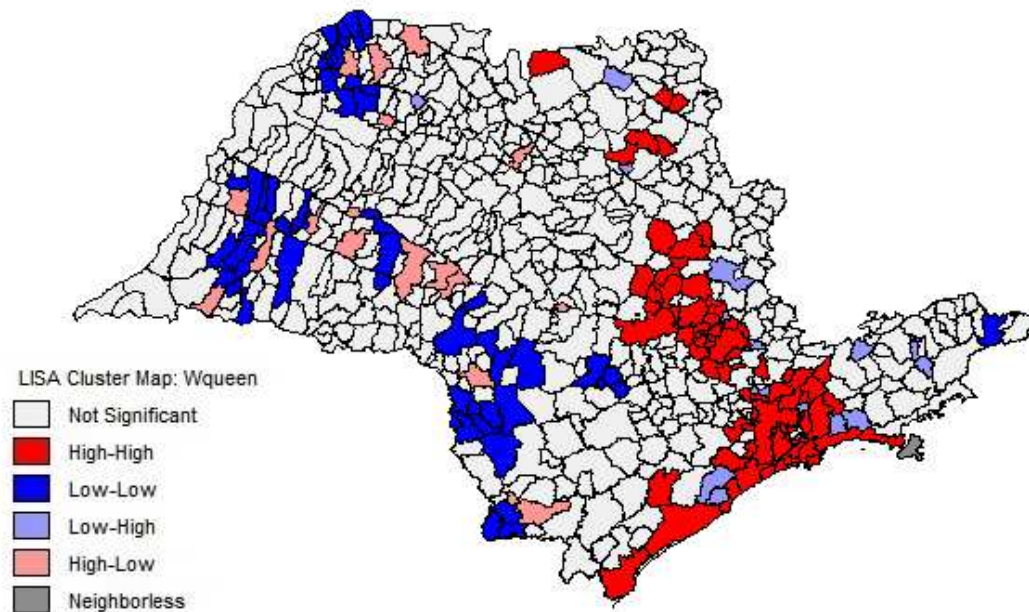 LISA Cluster Map: Wqueen
Not Significant
High-High
Low-Low
Low-High
High-Low
Neighborless